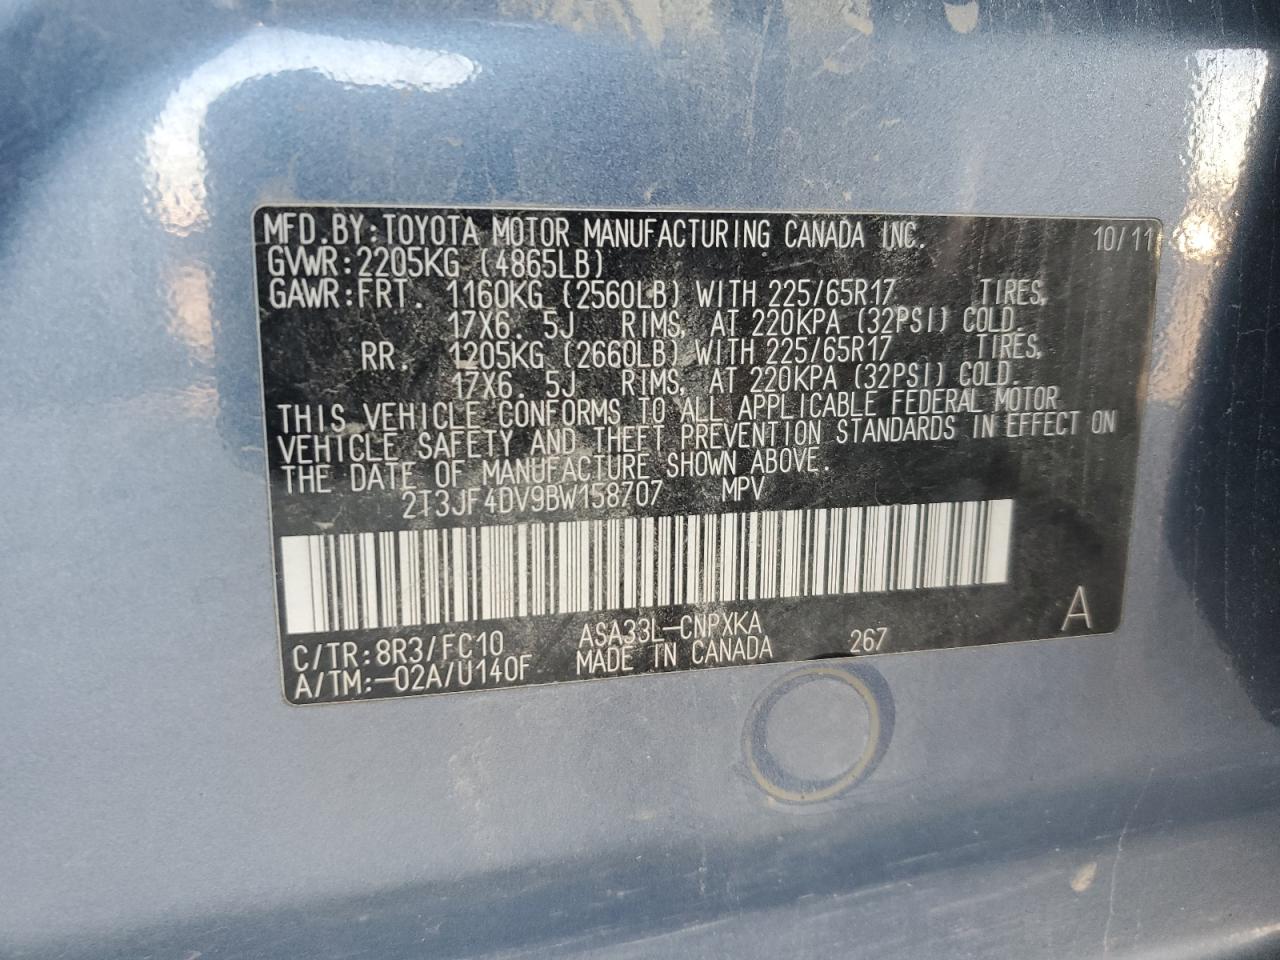 MFD.BY:TOYOTA MOTOR MANUFACTURING CANADA INC. 10/11
GVWR:2205KG (4865LB)
GAWR:FRT. 1160KG (2560LB) WITH 225/65R17 TIRES,
17X6. 5J RIMS, AT 220KPA (32PSI) COLD.
RR. 1205KG (2660LB) WITH 225/65R17 TIRES,
17X6. 5J RIMS, AT 220KPA (32PSI) COLD.
THIS VEHICLE CONFORMS TO ALL APPLICABLE FEDERAL MOTOR
VEHICLE SAFETY AND THEFT PREVENTION STANDARDS IN EFFECT ON
THE DATE OF MANUFACTURE SHOWN ABOVE.
2T3JF4DV9BW158707 MPV
C/TR:8R3/FC10 ASA33L-CNPXKA
A/TM:-02A/U140F MADE IN CANADA 267 A